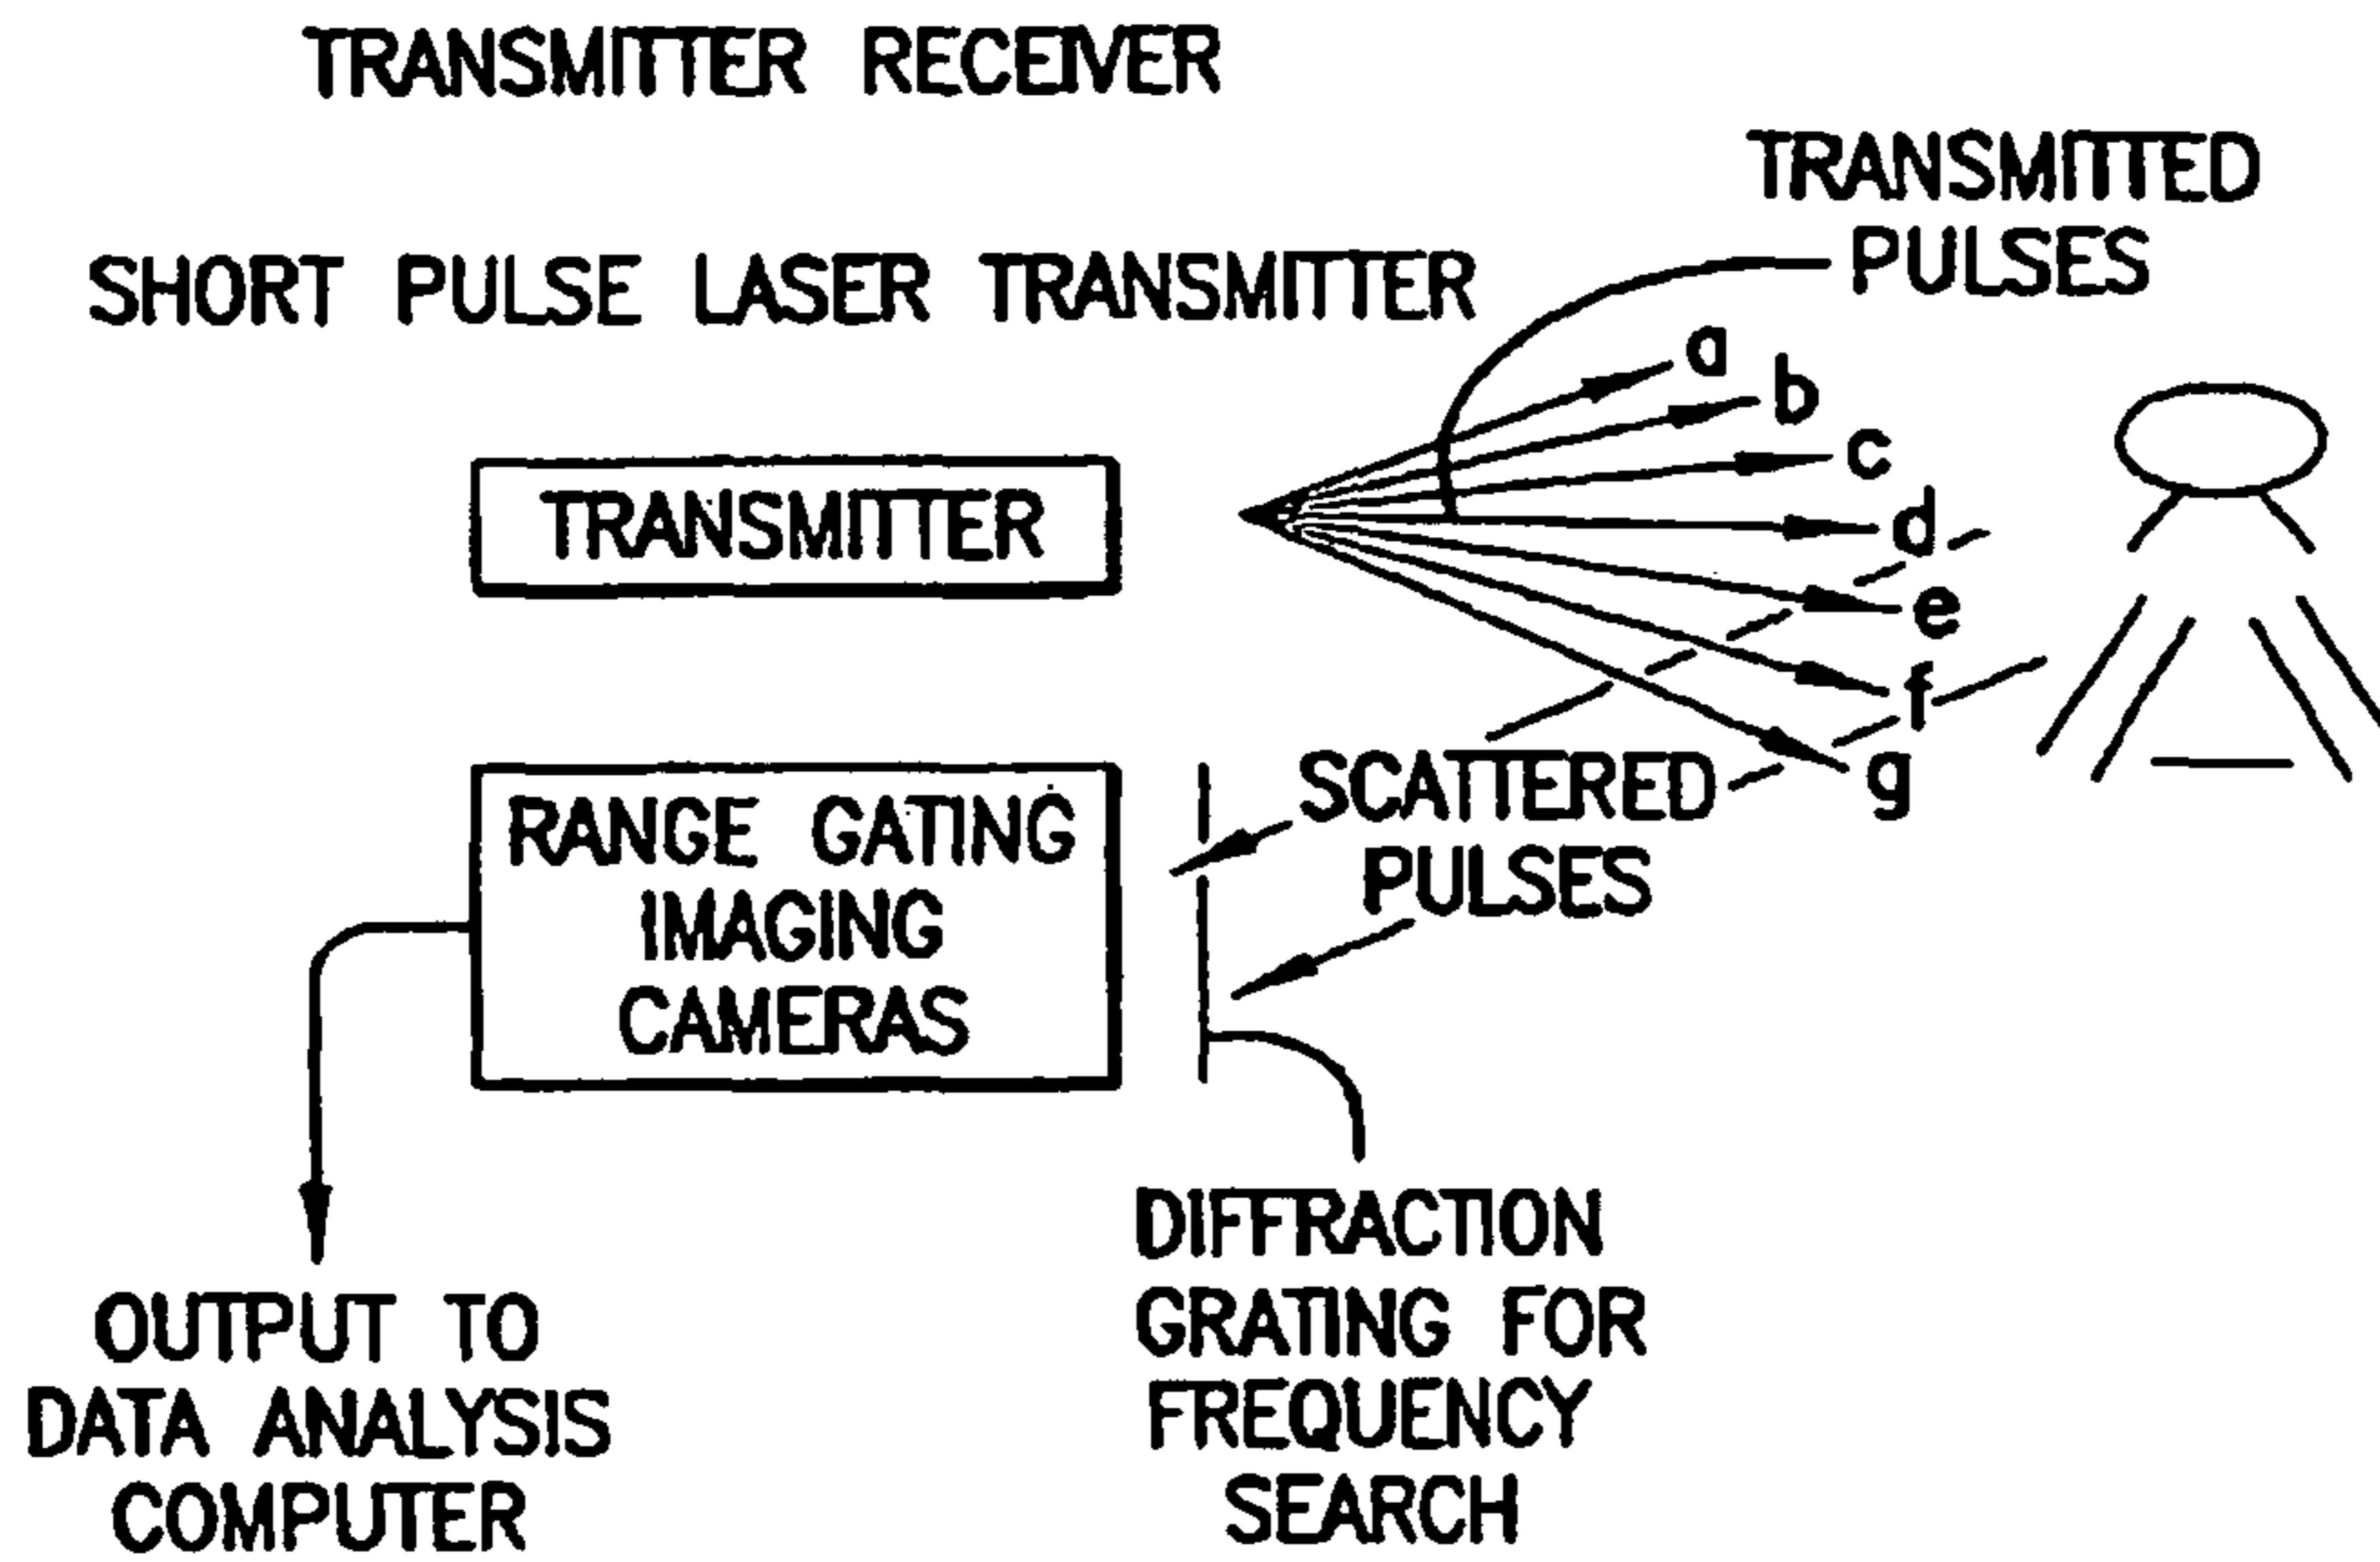 TRANSMITTER RECEIVER
TRANSMITTED
PULSES
SHORT PULSE LASER TRANSMITTER
a
b
c
d
e
f
g
TRANSMITTER
RANGE GATING
IMAGING
CAMERAS
SCATTERED
PULSES
DIFFRACTION
GRATING FOR
FREQUENCY
SEARCH
OUTPUT TO
DATA ANALYSIS
COMPUTER